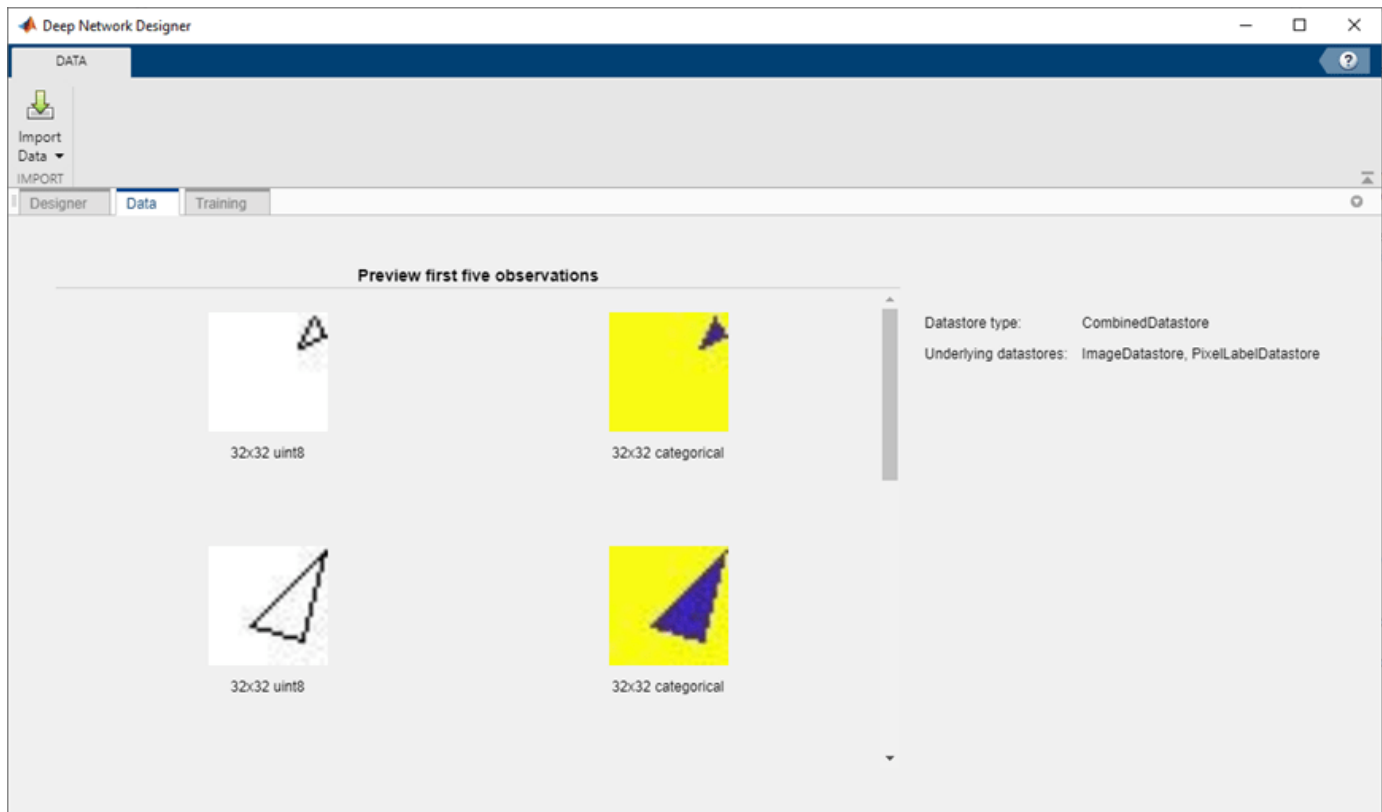 Deep Network Designer
DATA
?
Import
Data
IMPORT
Designer
Data
Training
Preview first five observations
32x32 uint8
32x32 categorical
Datastore type: CombinedDatastore
Underlying datastores: ImageDatastore, PixelLabelDatastore
32x32 uint8
32x32 categorical